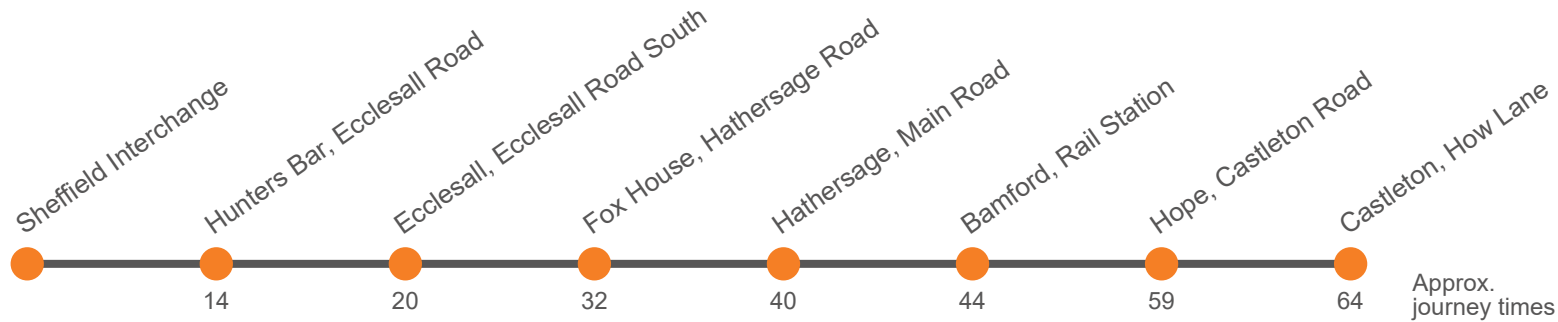 Sheffield Interchange
Hunters Bar, Ecclesall Road
Ecclesall, Ecclesall Road South
Fox House, Hathersage Road
Hathersage, Main Road
Bamford, Rail Station
Hope, Castleton Road
Castleton, How Lane
14
20
32
40
44
59
64
Approx.
journey times